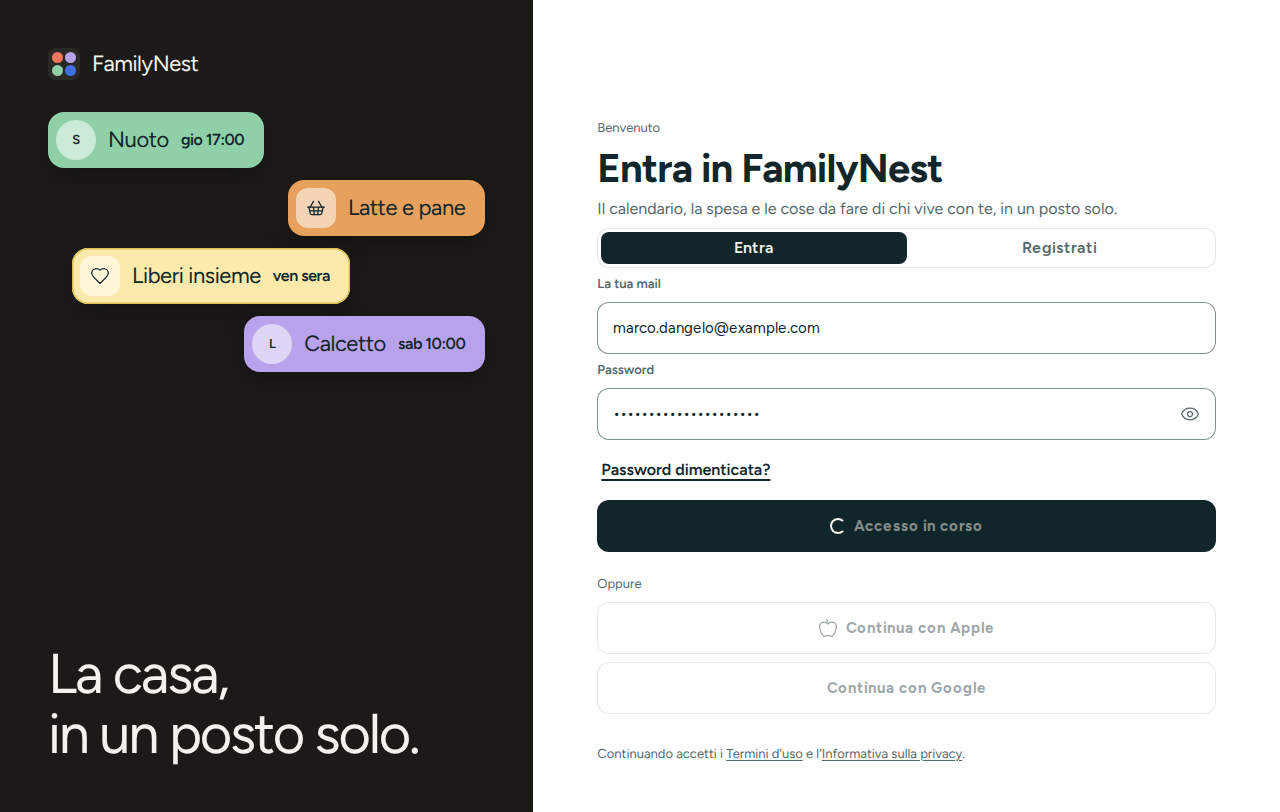 FamilyNest
S Nuoto gio 17:00
Latte e pane
Liberi insieme ven sera
L Calcetto sab 10:00
La casa,
in un posto solo.
Benvenuto
Entra in FamilyNest
Il calendario, la spesa e le cose da fare di chi vive con te, in un posto solo.
Entra Registrati
La tua mail
marco.dangelo@example.com
Password
•••••••••••••••••••••
Password dimenticata?
Accesso in corso
Oppure
Continua con Apple
Continua con Google
Continuando accetti i Termini d'uso e l'Informativa sulla privacy.